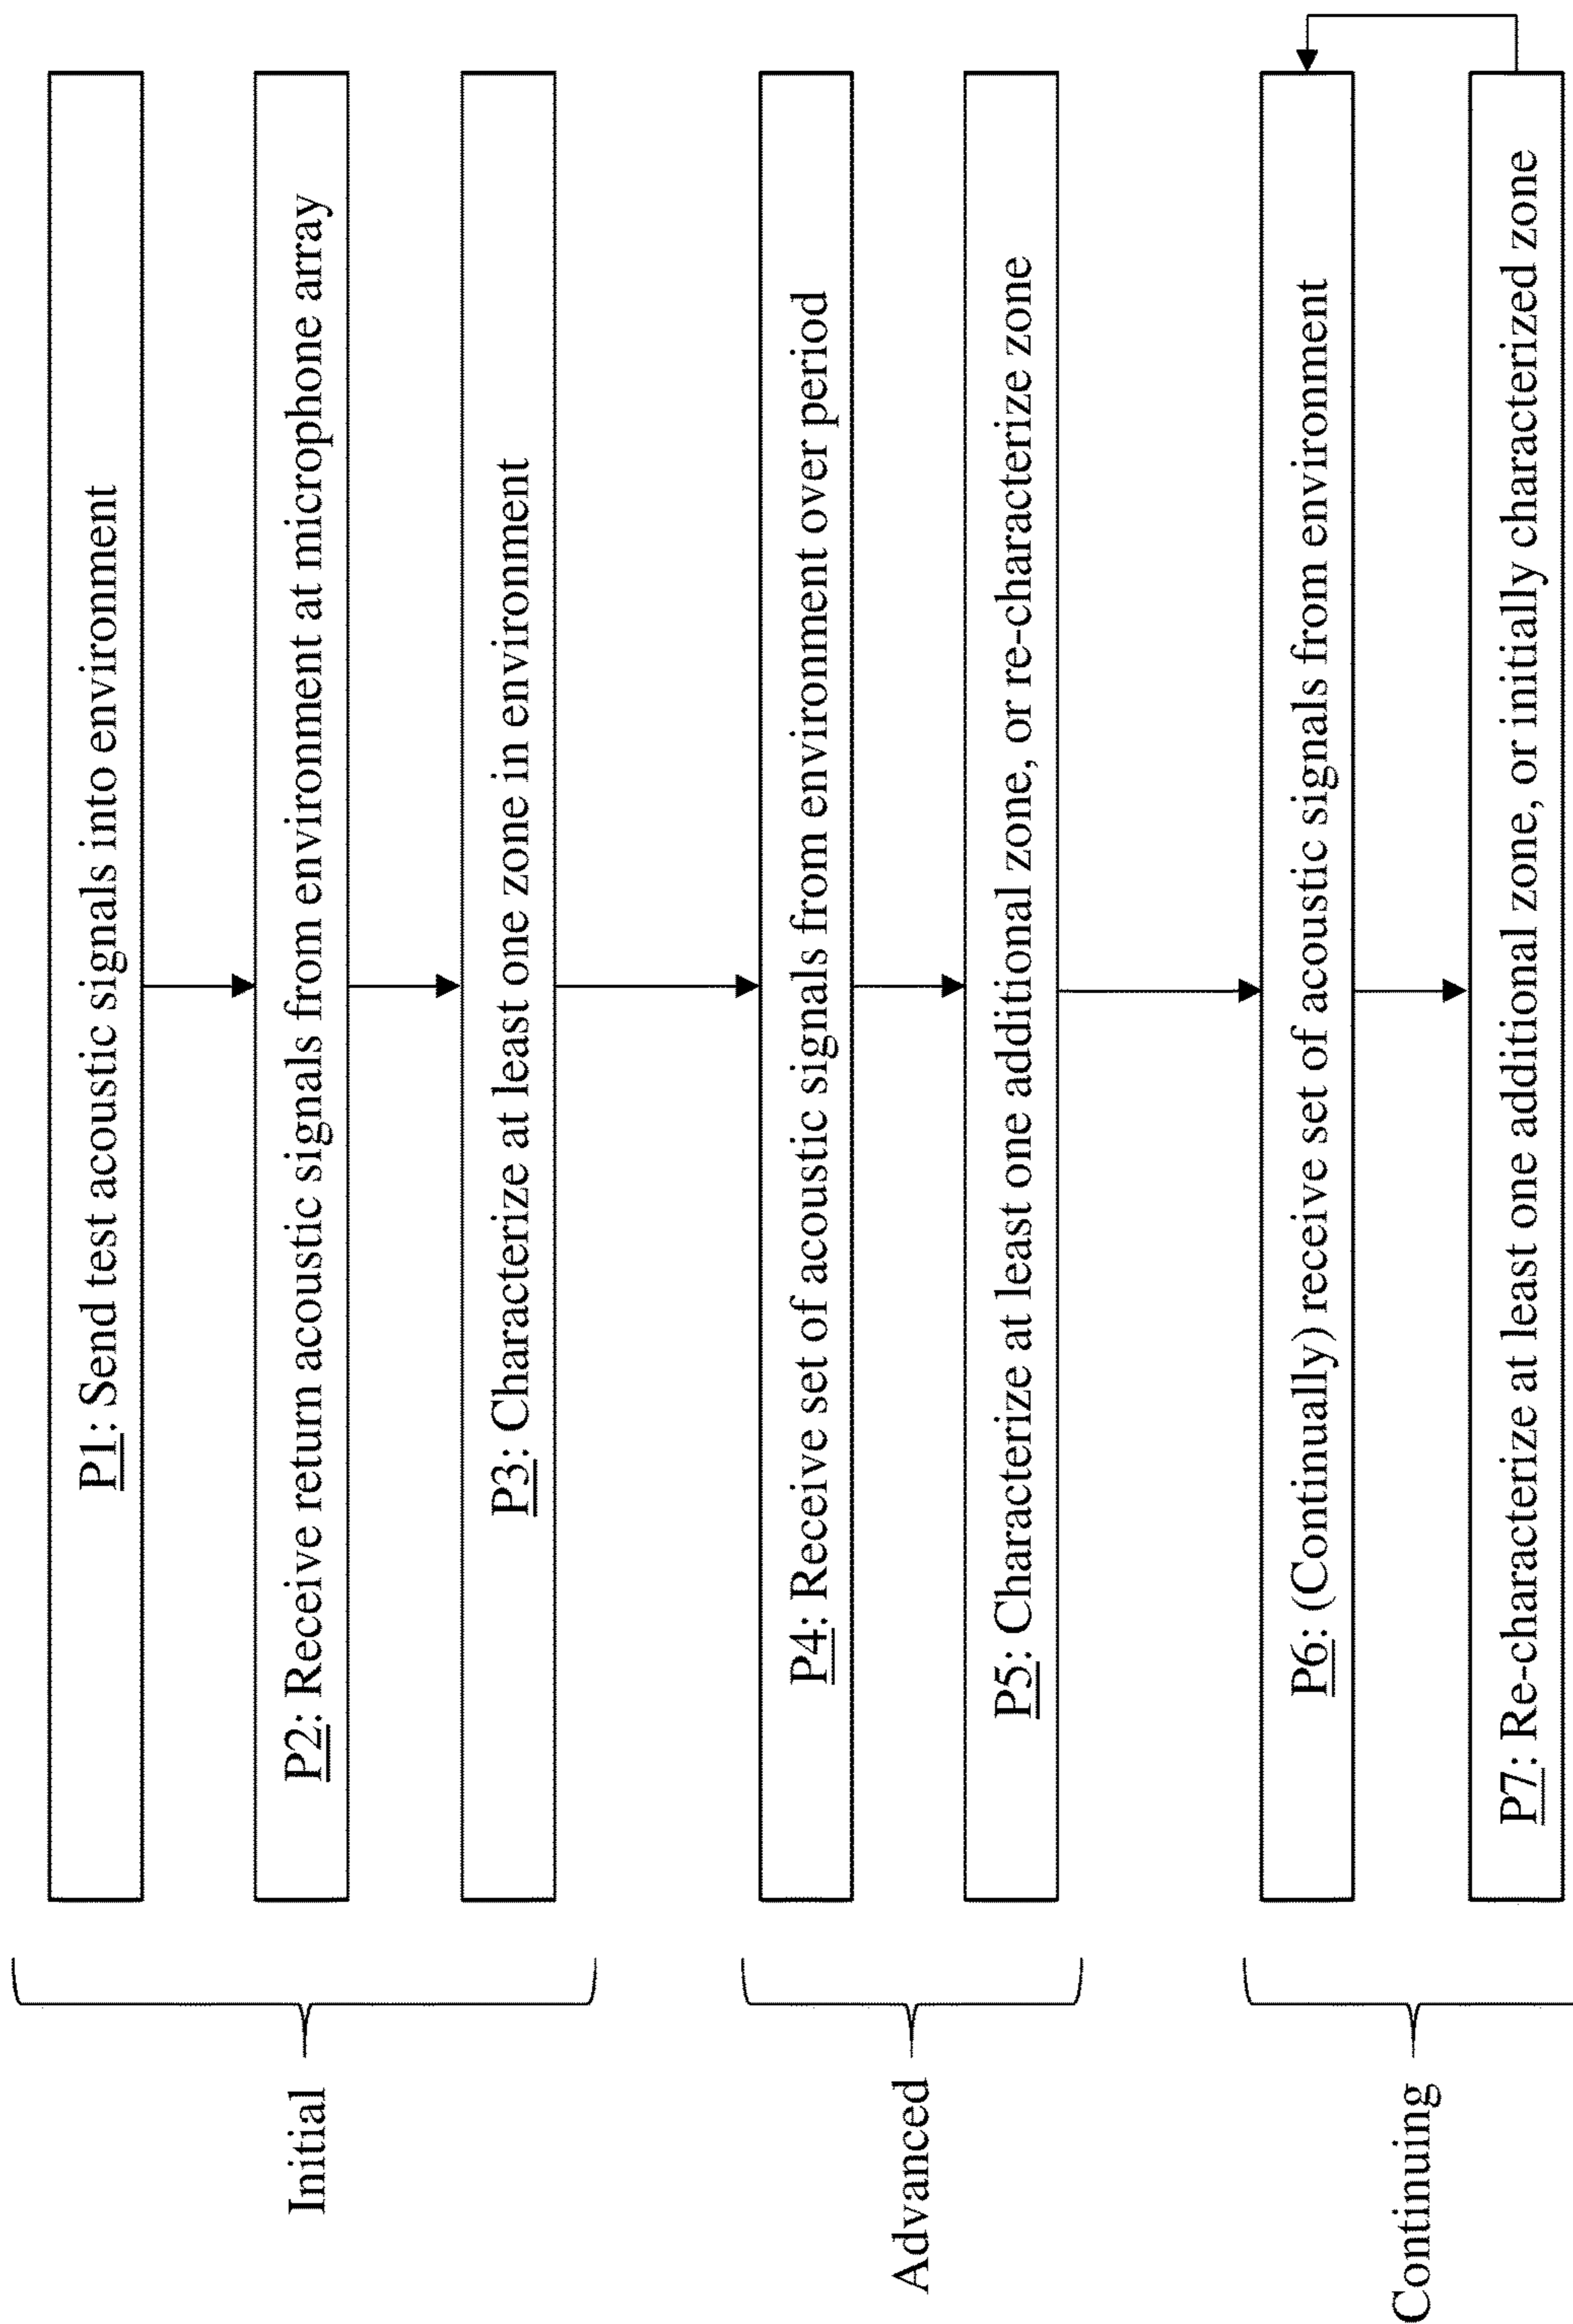 Initial
P1: Send test acoustic signals into environment
P2: Receive return acoustic signals from environment at microphone array
P3: Characterize at least one zone in environment
Advanced
P4: Receive set of acoustic signals from environment over period
P5: Characterize at least one additional zone, or re-characterize zone
Continuing
P6: (Continually) receive set of acoustic signals from environment
P7: Re-characterize at least one additional zone, or initially characterized zone